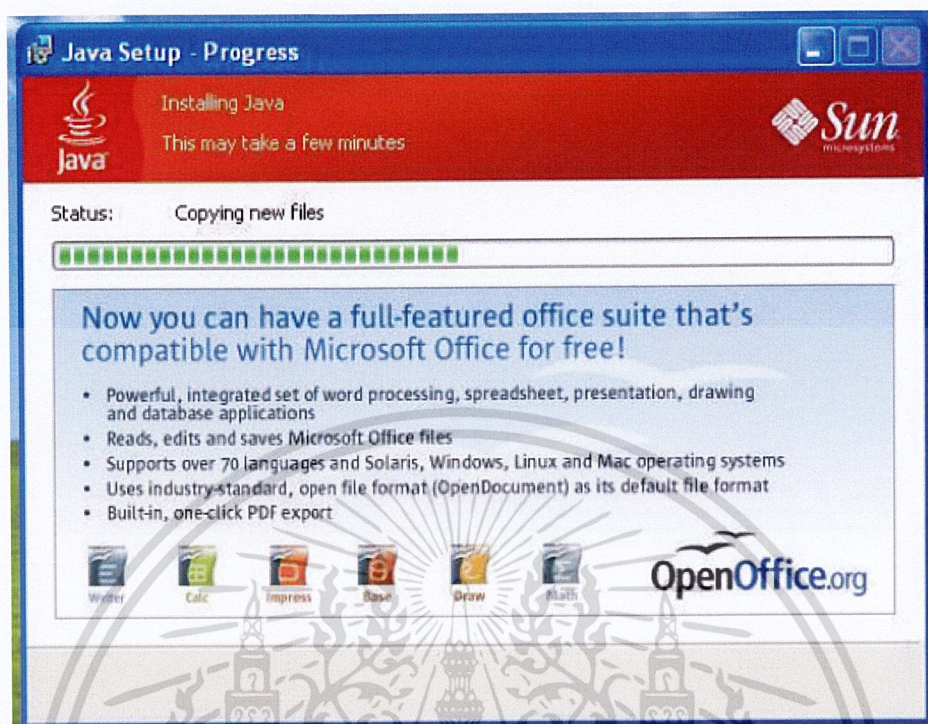 Java Setup - Progress
Installing Java
This may take a few minutes
Java
Sun
microsystems
Status: Copying new files
Now you can have a full-featured office suite that's
compatible with Microsoft Office for free!
• Powerful, integrated set of word processing, spreadsheet, presentation, drawing
and database applications
• Reads, edits and saves Microsoft Office files
• Supports over 70 languages and Solaris, Windows, Linux and Mac operating systems
• Uses industry-standard, open file format (OpenDocument) as its default file format
• Built-in, one-click PDF export
Writer Calc Impress Base Draw Math
OpenOffice.org